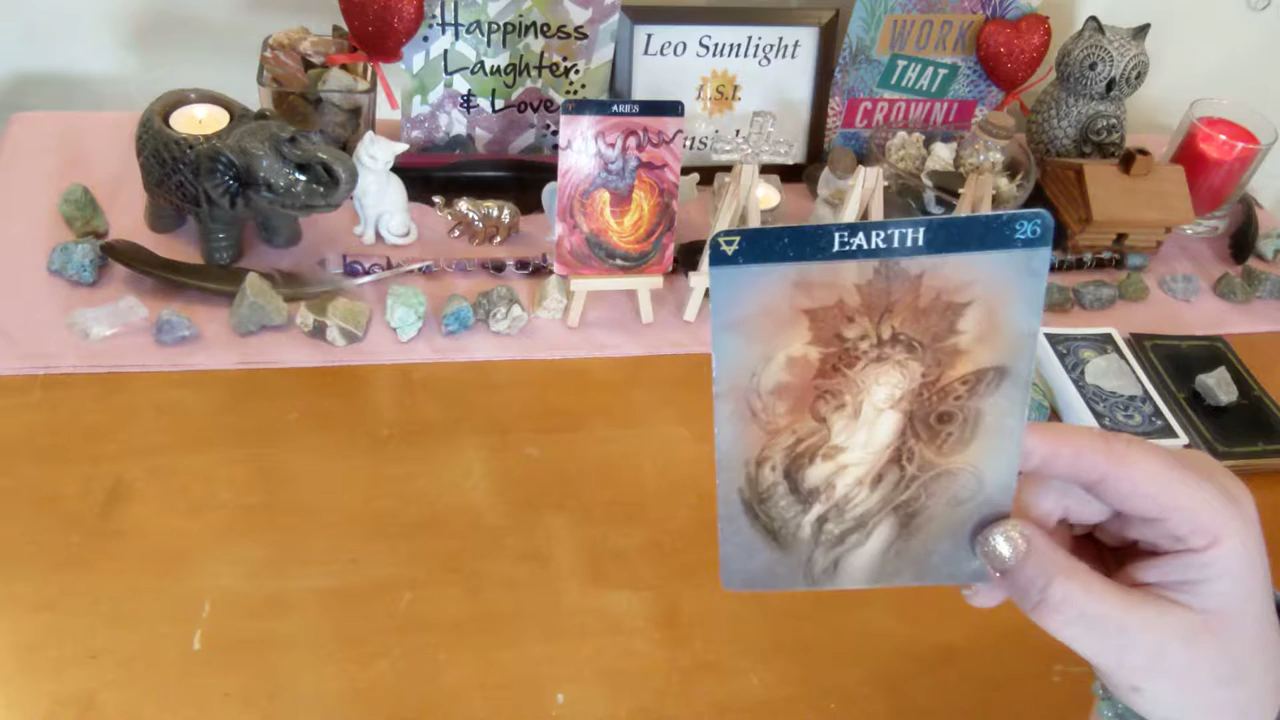 Happiness
Laughter
& Love
Leo Sunlight
L.S.I.
WORK
THAT
CROWN!
ARIES
EARTH
26